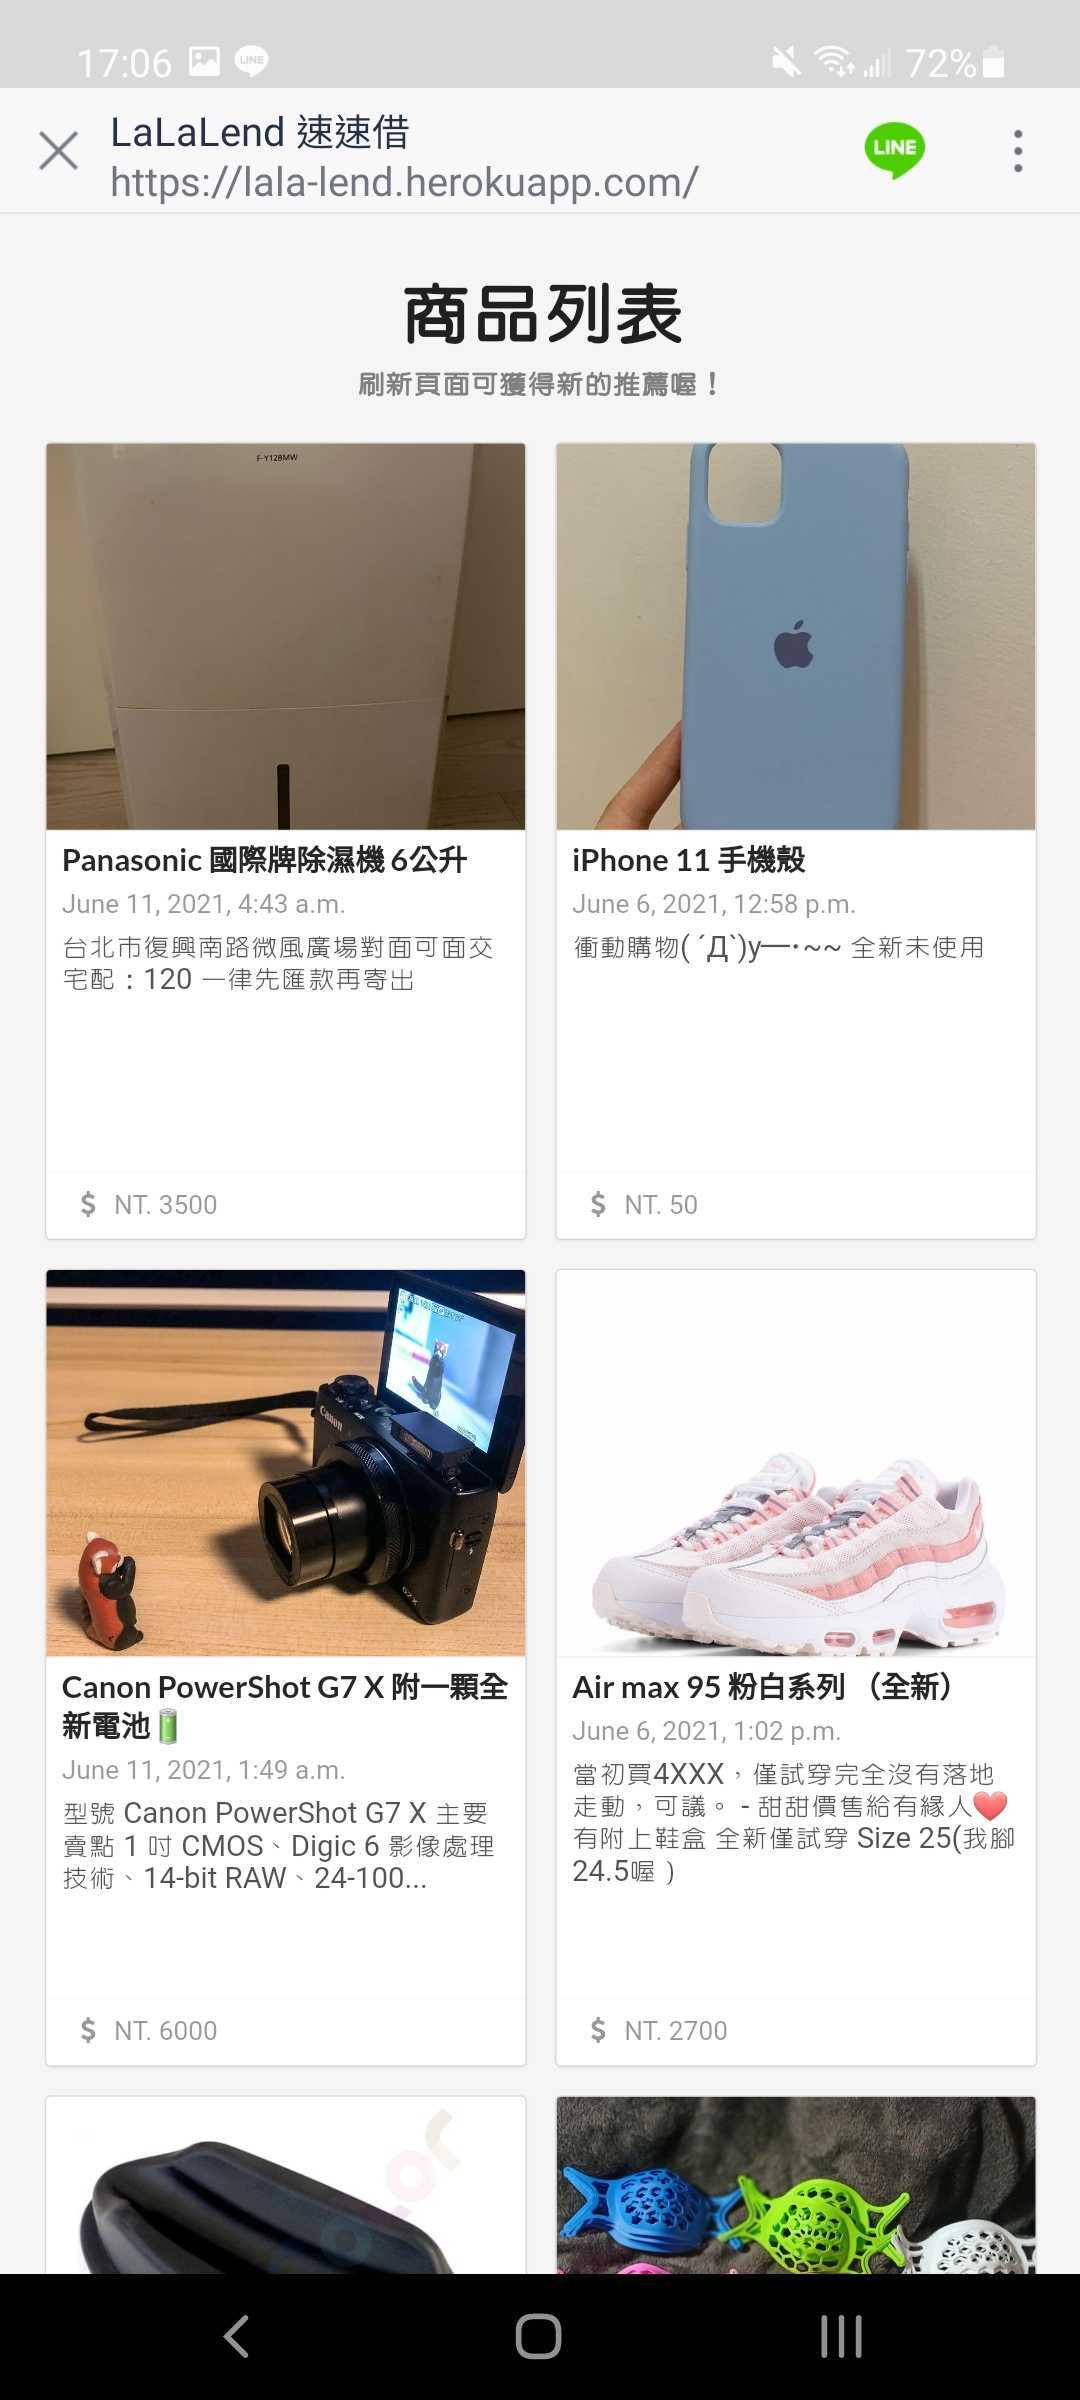 17:06 LINE 72%
LaLaLend 速速借
https://lala-lend.herokuapp.com/
LINE
商品列表
刷新頁面可獲得新的推薦喔！
F-Y12BMW
Panasonic 國際牌除濕機 6公升
June 11, 2021, 4:43 a.m.
台北市復興南路微風廣場對面可面交
宅配：120 一律先匯款再寄出
$ NT. 3500
iPhone 11 手機殼
June 6, 2021, 12:58 p.m.
衝動購物( ´Д`)y━･~~ 全新未使用
$ NT. 50
Canon
G7X
Canon PowerShot G7 X 附一顆全
新電池🔋
June 11, 2021, 1:49 a.m.
型號 Canon PowerShot G7 X 主要
賣點 1 吋 CMOS、Digic 6 影像處理
技術、14-bit RAW、24-100...
$ NT. 6000
Air max 95 粉白系列 （全新）
June 6, 2021, 1:02 p.m.
當初買4XXX，僅試穿完全沒有落地
走動，可議。 - 甜甜價售給有緣人❤️
有附上鞋盒 全新僅試穿 Size 25(我腳
24.5喔 )
$ NT. 2700